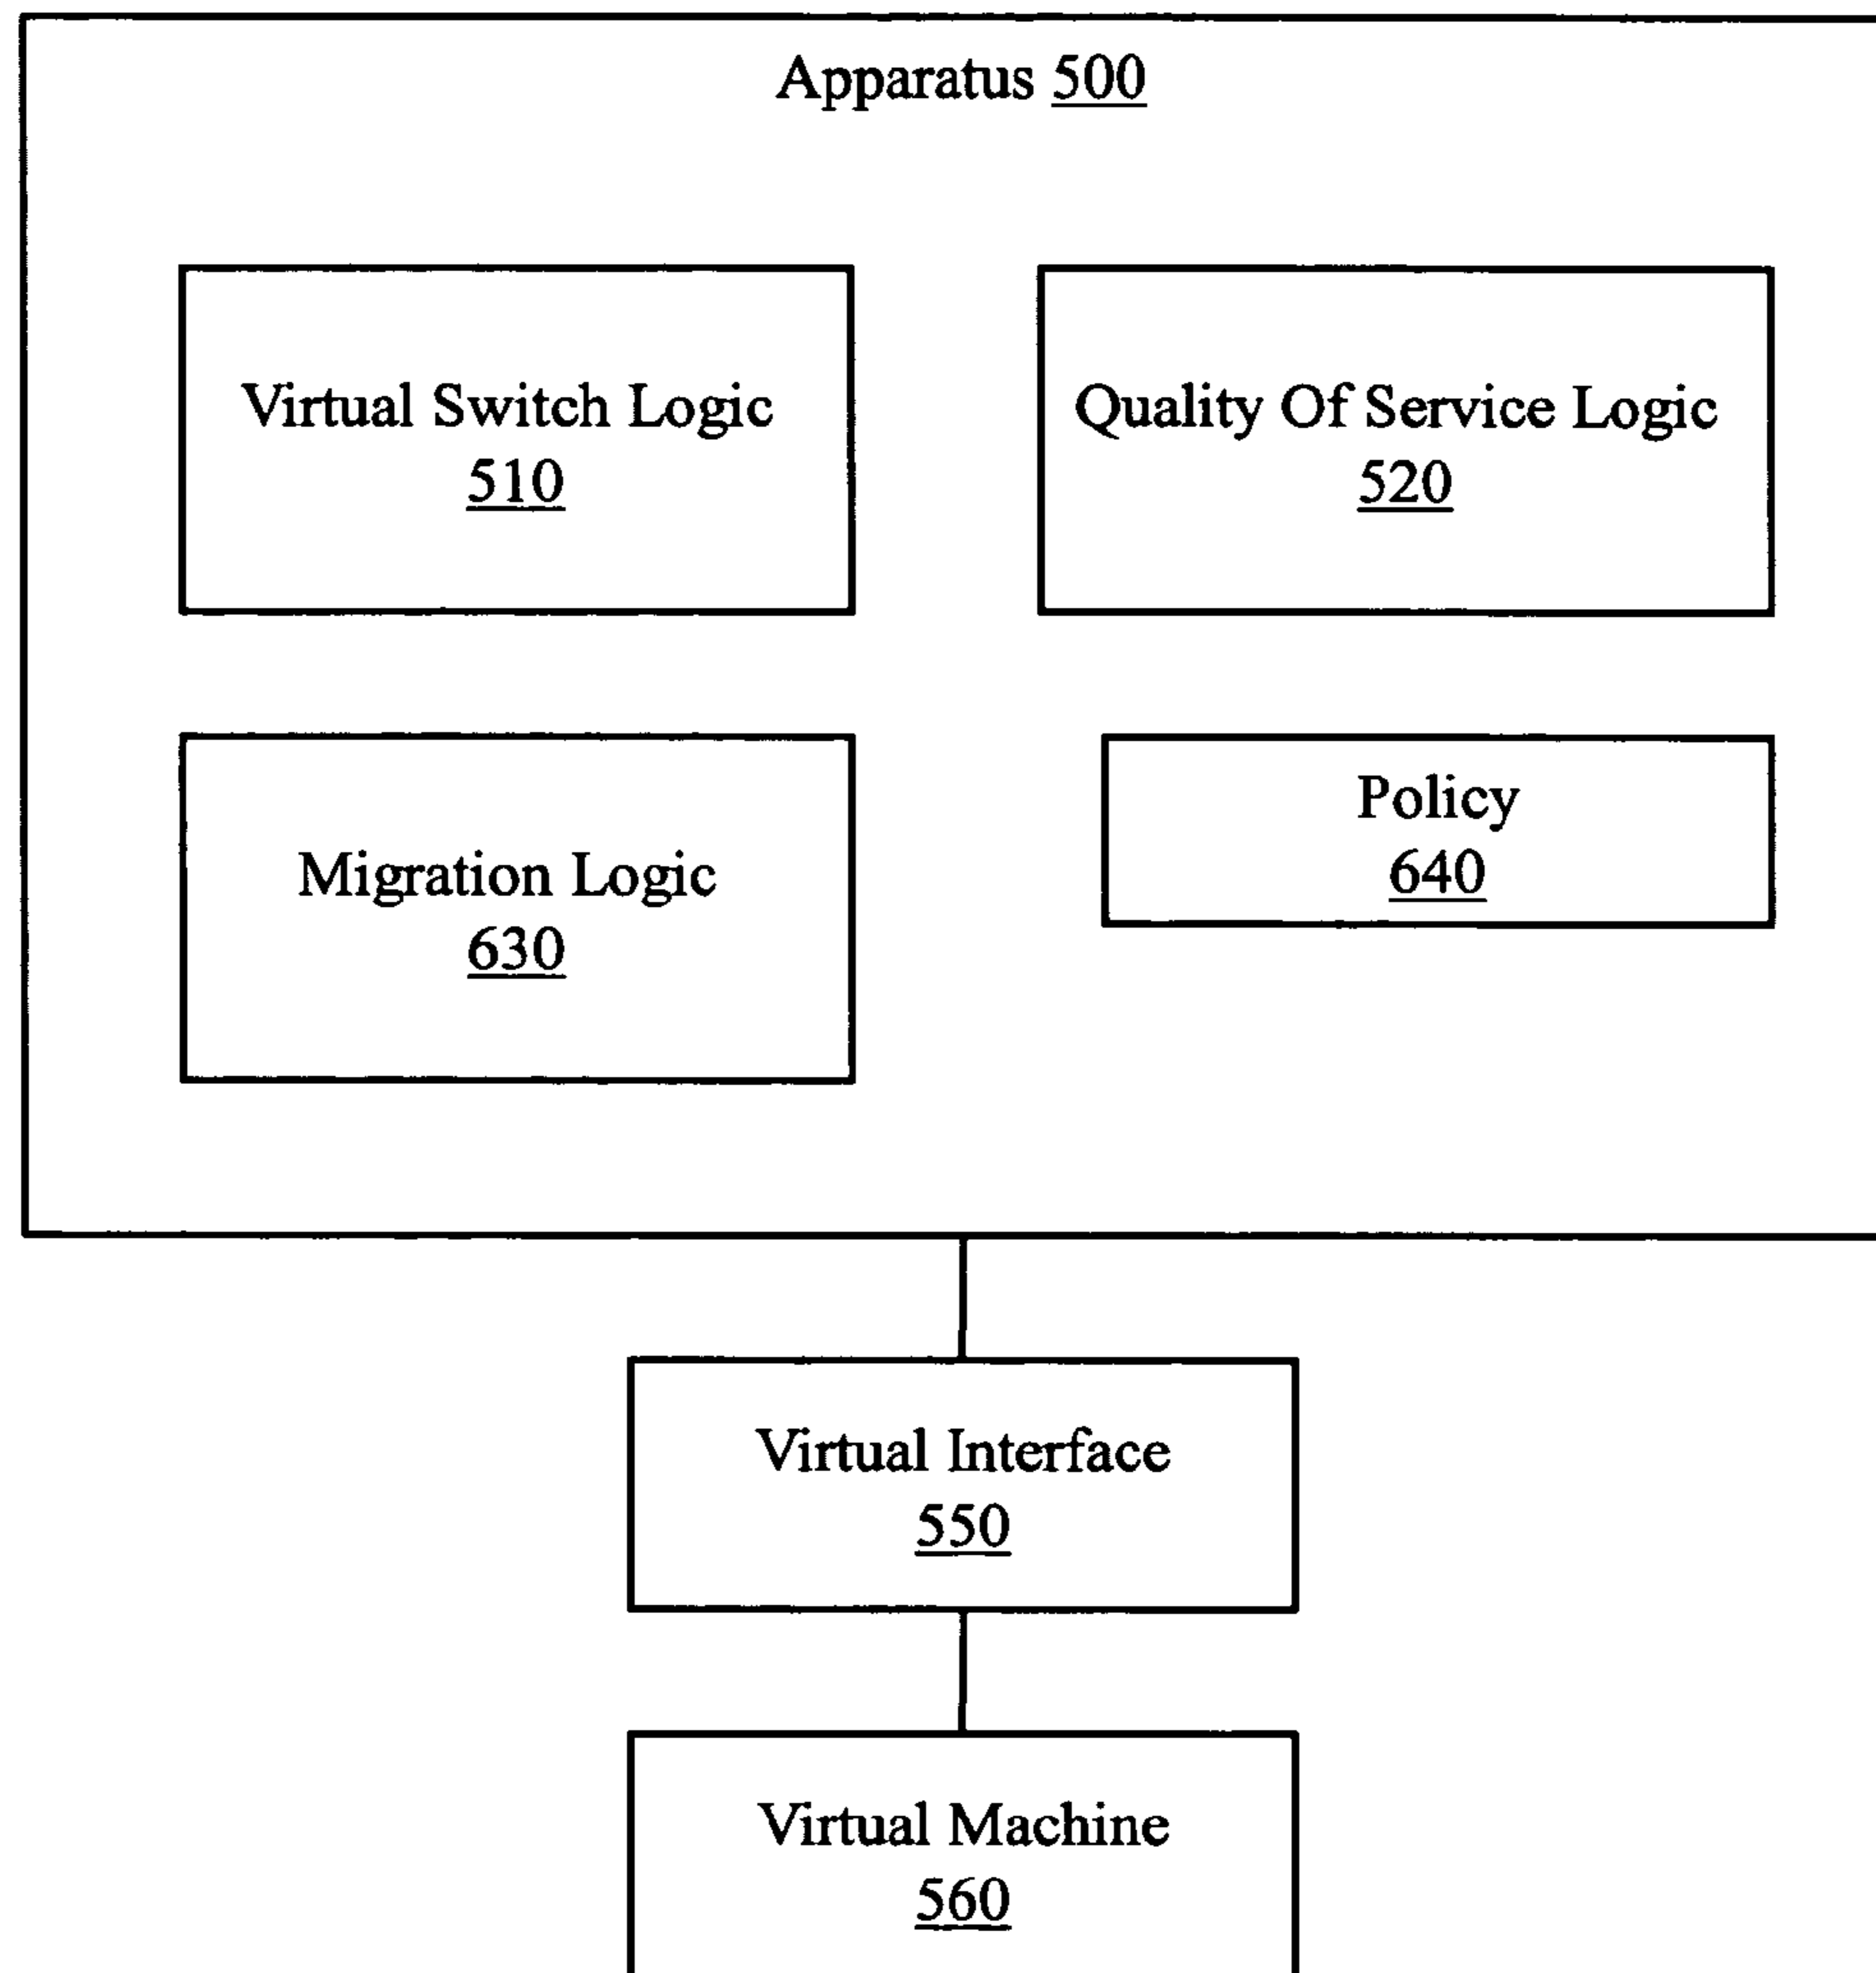 Apparatus 500
Virtual Switch Logic
510
Quality Of Service Logic
520
Migration Logic
630
Policy
640
Virtual Interface
550
Virtual Machine
560